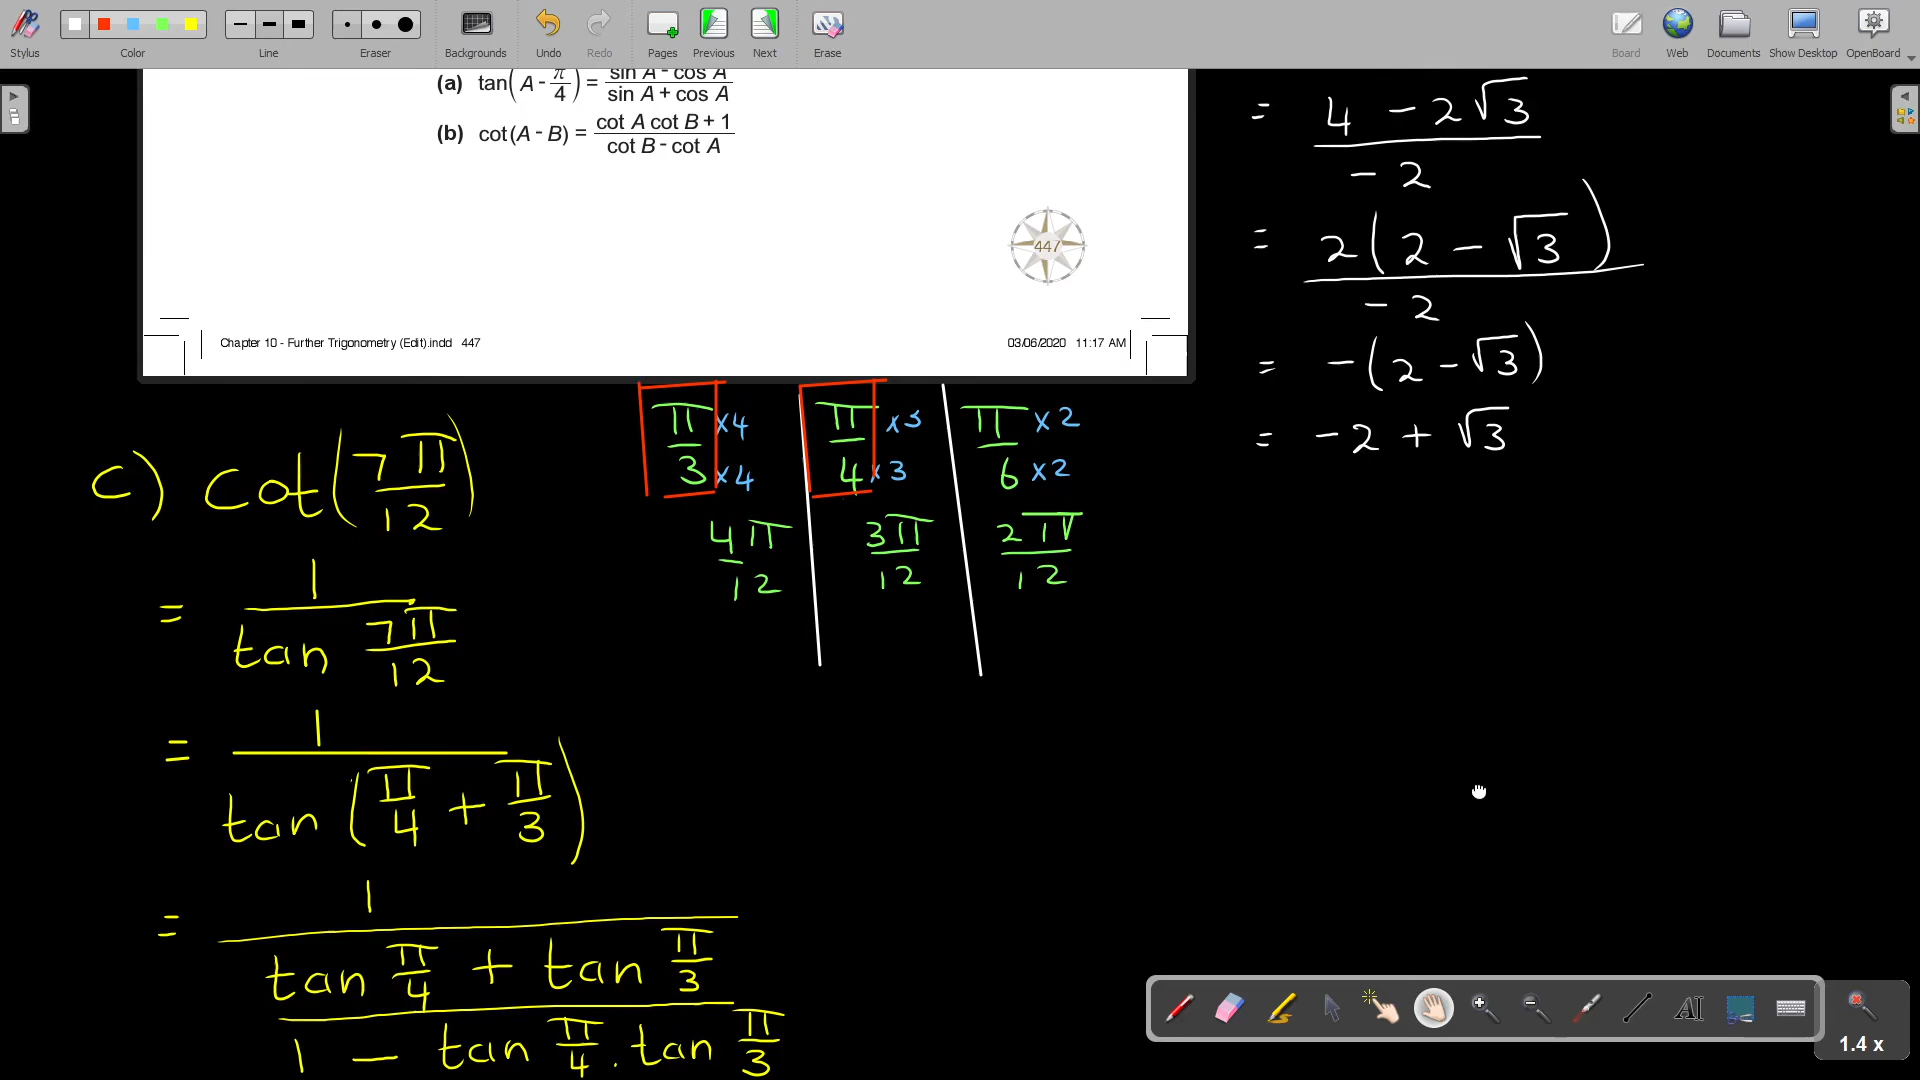 Stylus Color Line Eraser Backgrounds Undo Redo Pages Previous Next Erase Board Web Documents Show Desktop OpenBoard
(a) tan(A - π/4) = (sin A - cos A)/(sin A + cos A)
(b) cot(A - B) = (cot A cot B + 1)/(cot B - cot A)
447
Chapter 10 - Further Trigonometry (Edit).indd 447
03/06/2020 11:17 AM
π/3 ×4 ×4
4π/12
π/4 ×3 ×3
3π/12
π/6 ×2 ×2
2π/12
c) cot(7π/12)
= 1/(tan 7π/12)
= 1/(tan (π/4 + π/3))
= 1/((tan π/4 + tan π/3)/(1 - tan π/4 . tan π/3))
= (4 - 2√3)/(-2)
= 2(2 - √3)/(-2)
= -(2 - √3)
= -2 + √3
1.4 x